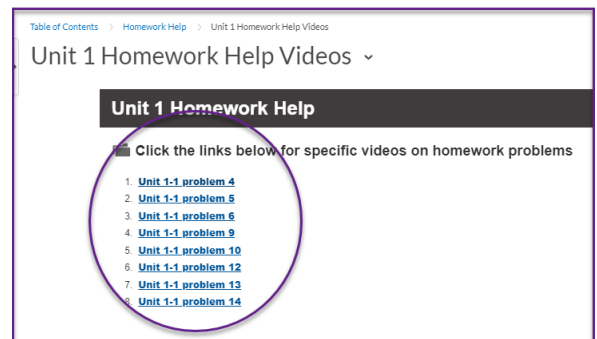 Table of Contents > Homework Help > Unit 1 Homework Help Videos
Unit 1 Homework Help Videos
Unit 1 Homework Help
Click the links below for specific videos on homework problems
1. Unit 1-1 problem 4
2. Unit 1-1 problem 5
3. Unit 1-1 problem 6
4. Unit 1-1 problem 9
5. Unit 1-1 problem 10
6. Unit 1-1 problem 12
7. Unit 1-1 problem 13
8. Unit 1-1 problem 14